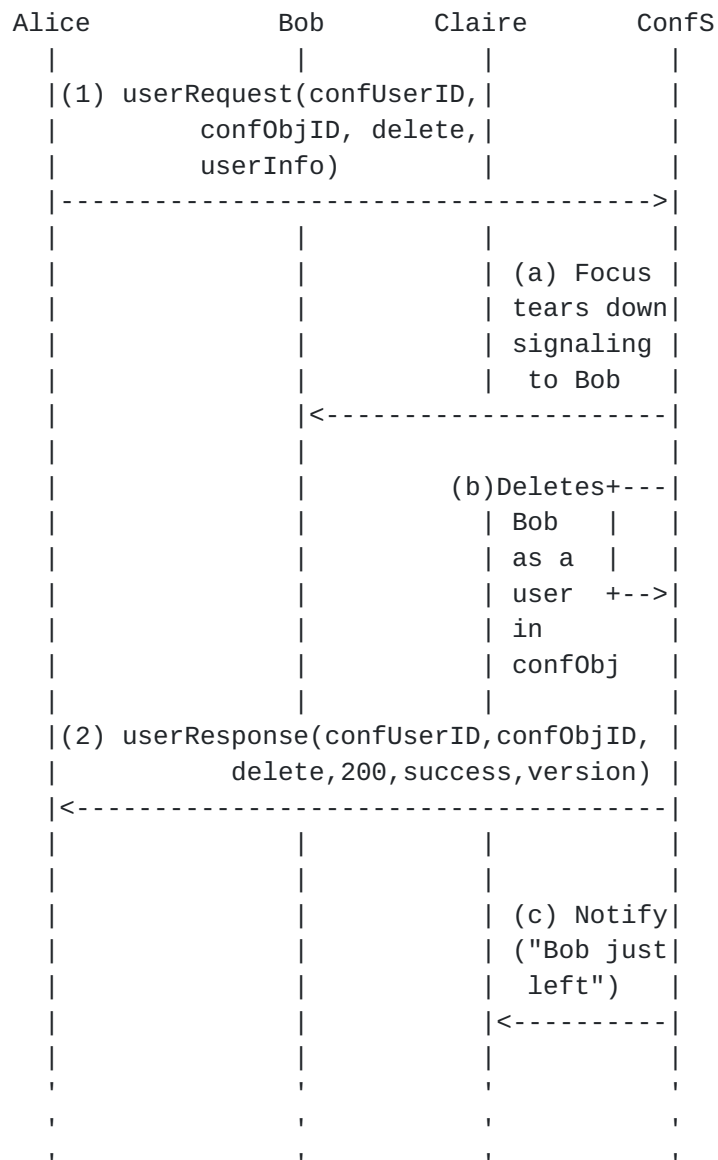 Alice Bob Claire ConfS
(1) userRequest(confUserID,
confObjID, delete,
userInfo)
(a) Focus
tears down
signaling
to Bob
(b)Deletes
Bob
as a
user
in
confObj
(2) userResponse(confUserID,confObjID,
delete,200,success,version)
(c) Notify
("Bob just
left")